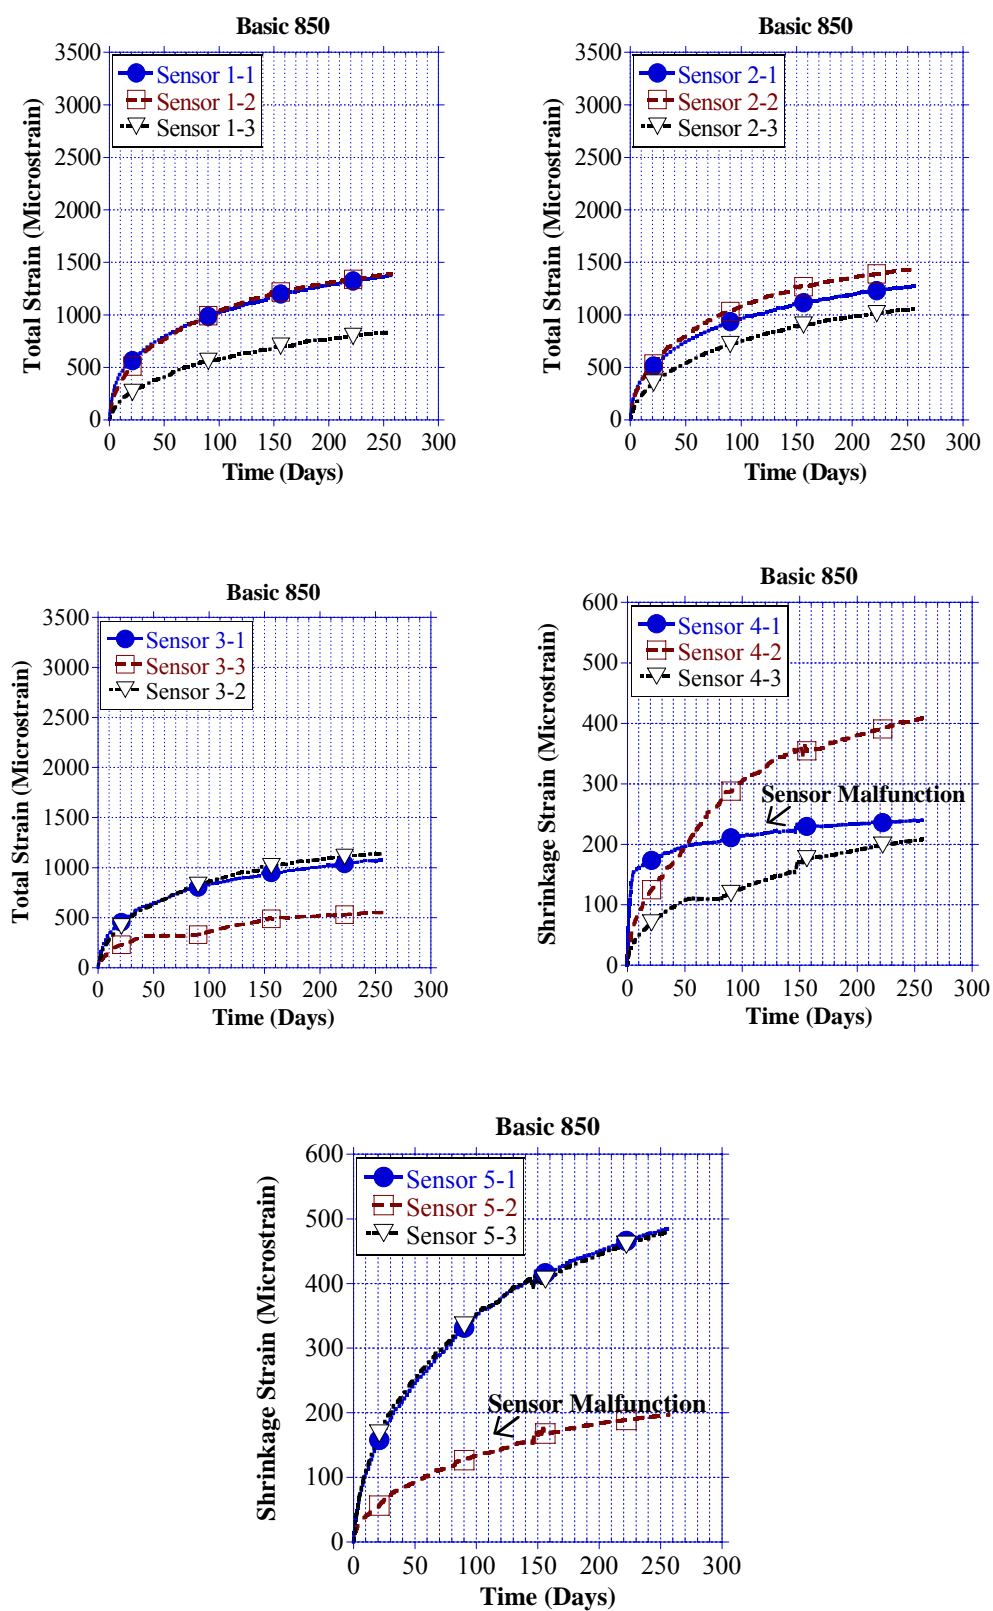 Basic 850
3500
3000
2500
2000
1500
1000
500
0
Total Strain (Microstrain)
Sensor 1-1
Sensor 1-2
Sensor 1-3
0 50 100 150 200 250 300
Time (Days)
Basic 850
3500
3000
2500
2000
1500
1000
500
0
Total Strain (Microstrain)
Sensor 2-1
Sensor 2-2
Sensor 2-3
0 50 100 150 200 250 300
Time (Days)
Basic 850
3500
3000
2500
2000
1500
1000
500
0
Total Strain (Microstrain)
Sensor 3-1
Sensor 3-3
Sensor 3-2
0 50 100 150 200 250 300
Time (Days)
Basic 850
600
500
400
300
200
100
0
Shrinkage Strain (Microstrain)
Sensor 4-1
Sensor 4-2
Sensor 4-3
Sensor Malfunction
0 50 100 150 200 250 300
Time (Days)
Basic 850
600
500
400
300
200
100
0
Shrinkage Strain (Microstrain)
Sensor 5-1
Sensor 5-2
Sensor 5-3
Sensor Malfunction
0 50 100 150 200 250 300
Time (Days)